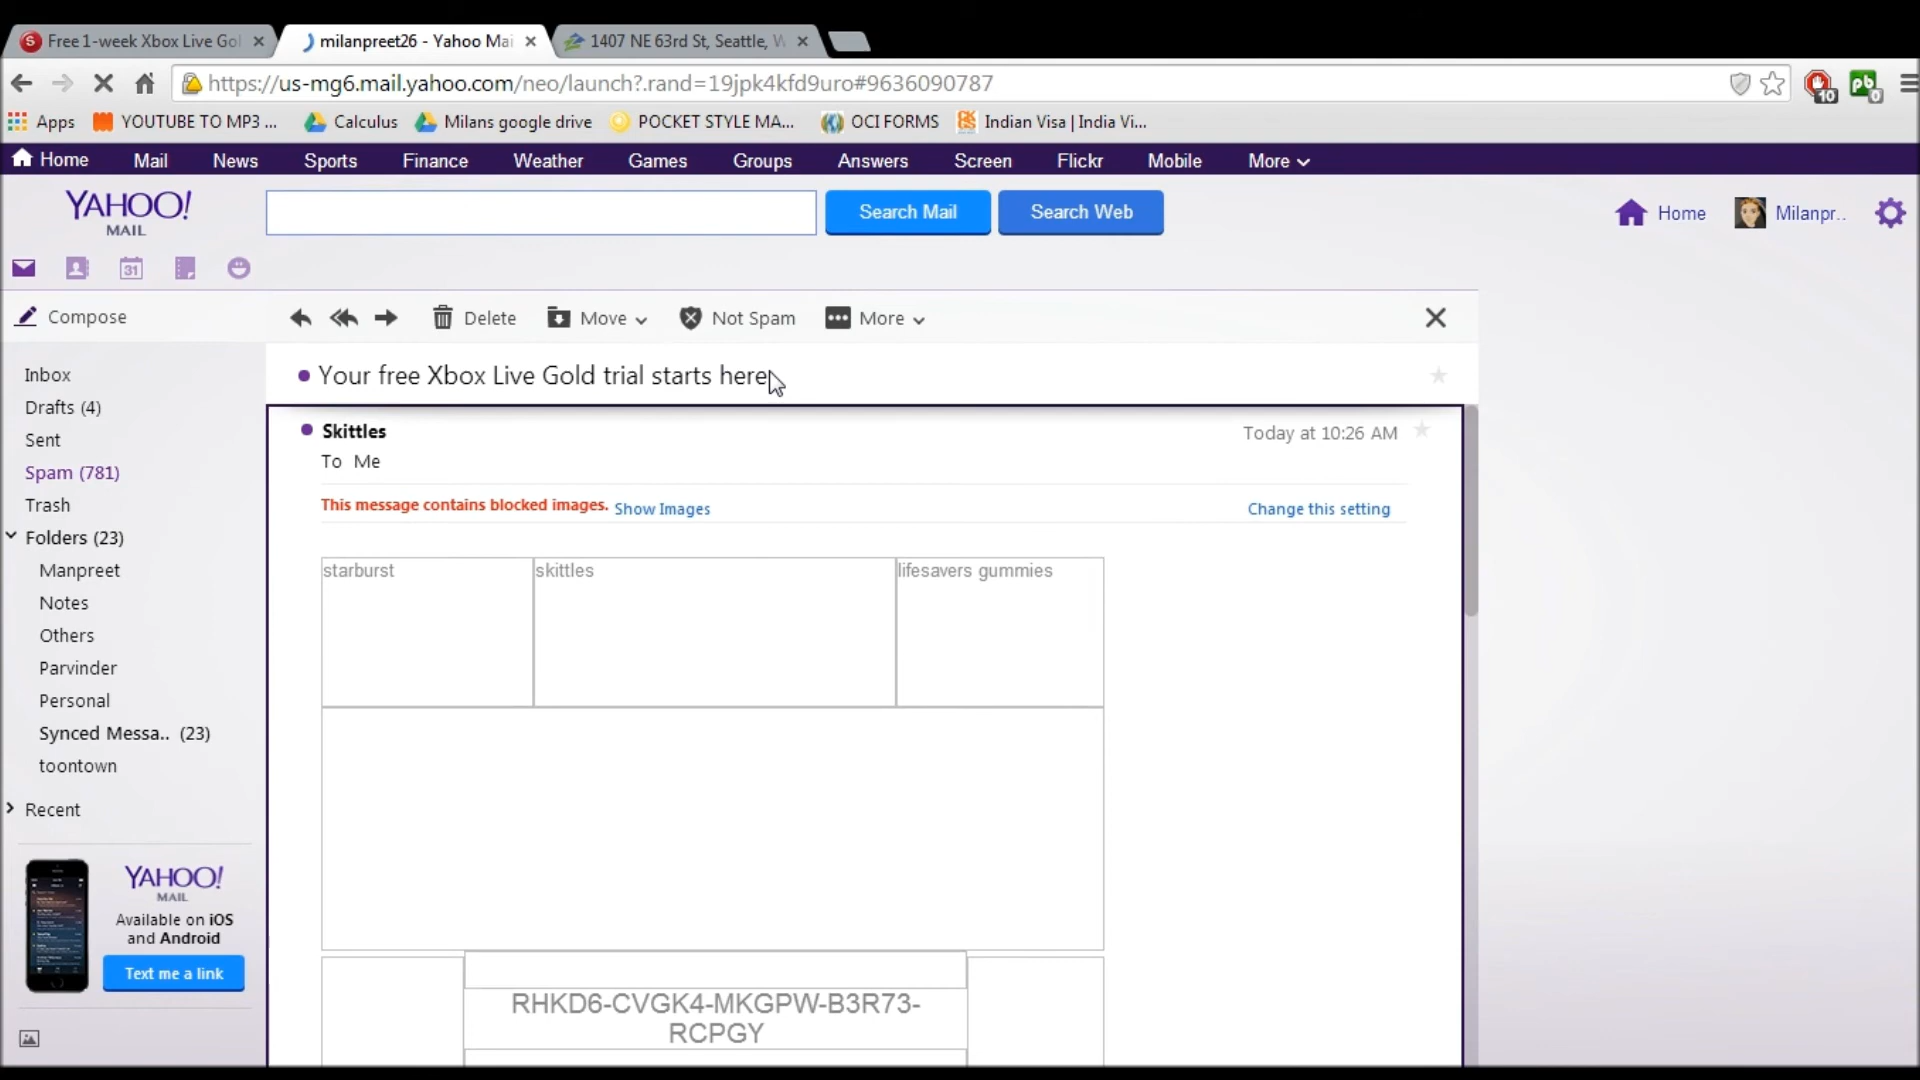 Free 1-week Xbox Live Gol
milanpreet26 - Yahoo Mai
1407 NE 63rd St, Seattle, W
https://us-mg6.mail.yahoo.com/neo/launch?.rand=19jpk4kfd9uro#9636090787
10
pb
0
Apps
YOUTUBE TO MP3 ...
Calculus
Milans google drive
POCKET STYLE MA...
OCI FORMS
Indian Visa | India Vi...
Home Mail News Sports Finance Weather Games Groups Answers Screen Flickr Mobile More
YAHOO!
MAIL
Search Mail
Search Web
Home
Milanpr..
31
Compose
Delete
Move
Not Spam
More
Your free Xbox Live Gold trial starts here
Inbox
Drafts (4)
Sent
Spam (781)
Trash
Folders (23)
Manpreet
Notes
Others
Parvinder
Personal
Synced Messa.. (23)
toontown
Recent
Skittles
Today at 10:26 AM
To Me
This message contains blocked images. Show Images
Change this setting
starburst
skittles
lifesavers gummies
RHKD6-CVGK4-MKGPW-B3R73-
RCPGY
YAHOO!
MAIL
Available on iOS
and Android
Text me a link